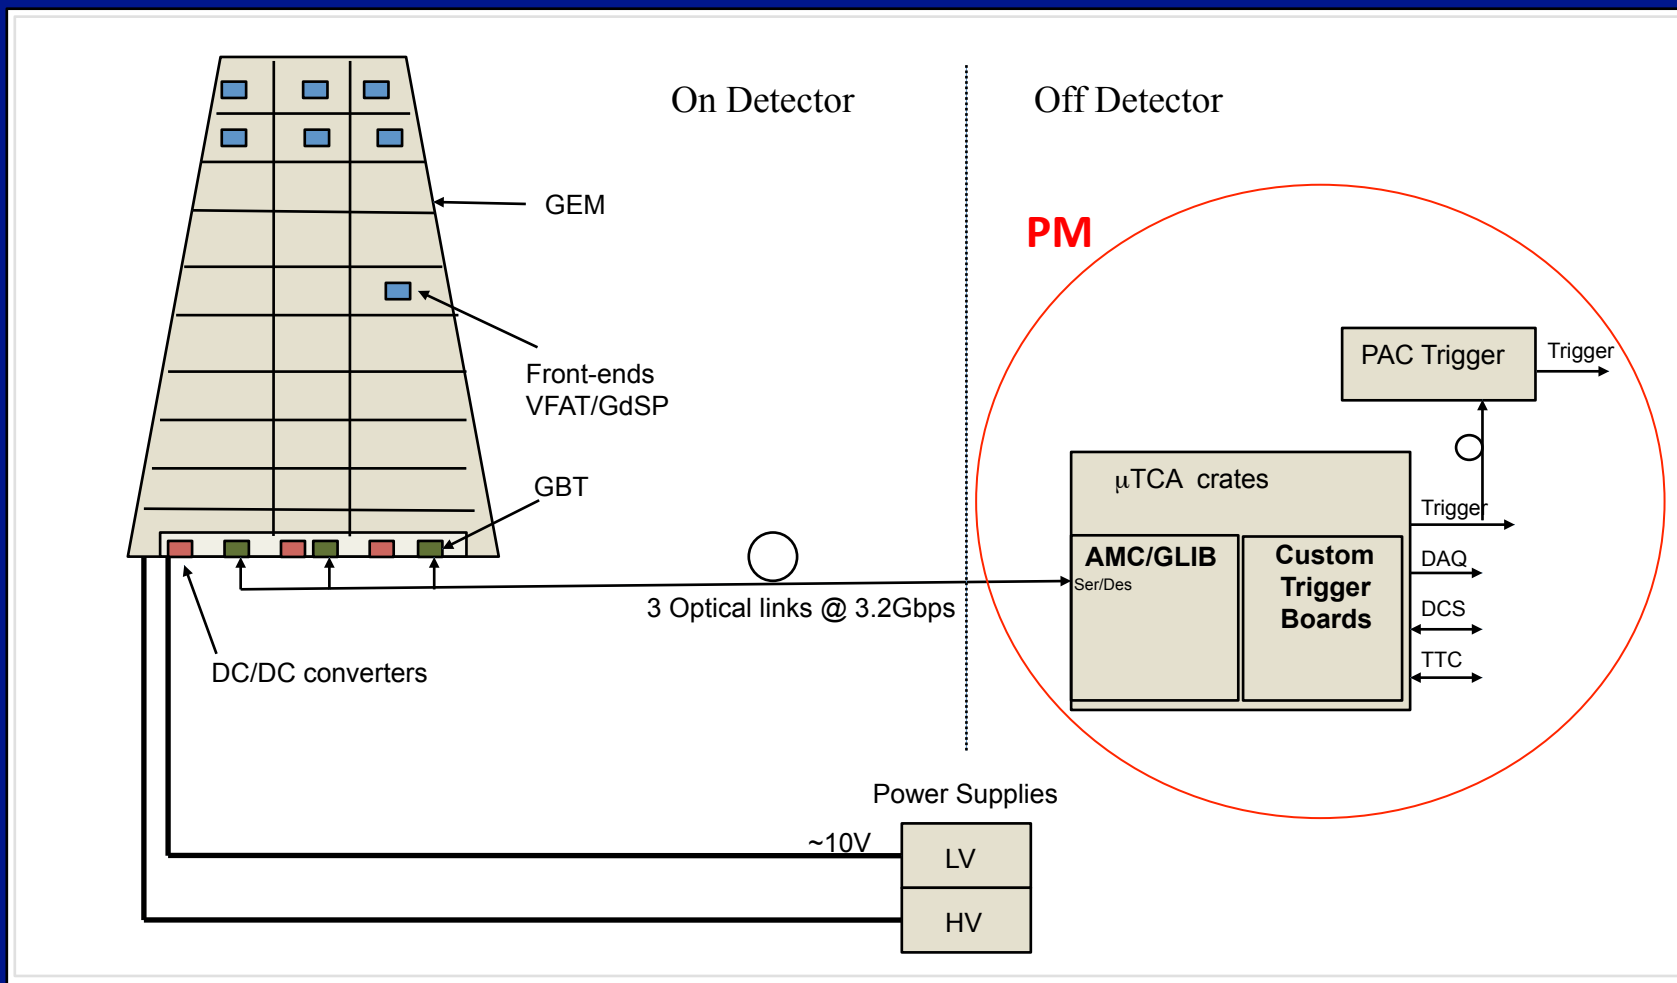 On Detector
Off Detector
GEM
PM
Front-ends
VFAT/GdSP
PAC Trigger
Trigger
GBT
μTCA crates
Trigger
AMC/GLIB
Ser/Des
Custom
Trigger
Boards
DAQ
DCS
TTC
3 Optical links @ 3.2Gbps
DC/DC converters
Power Supplies
~10V
LV
HV